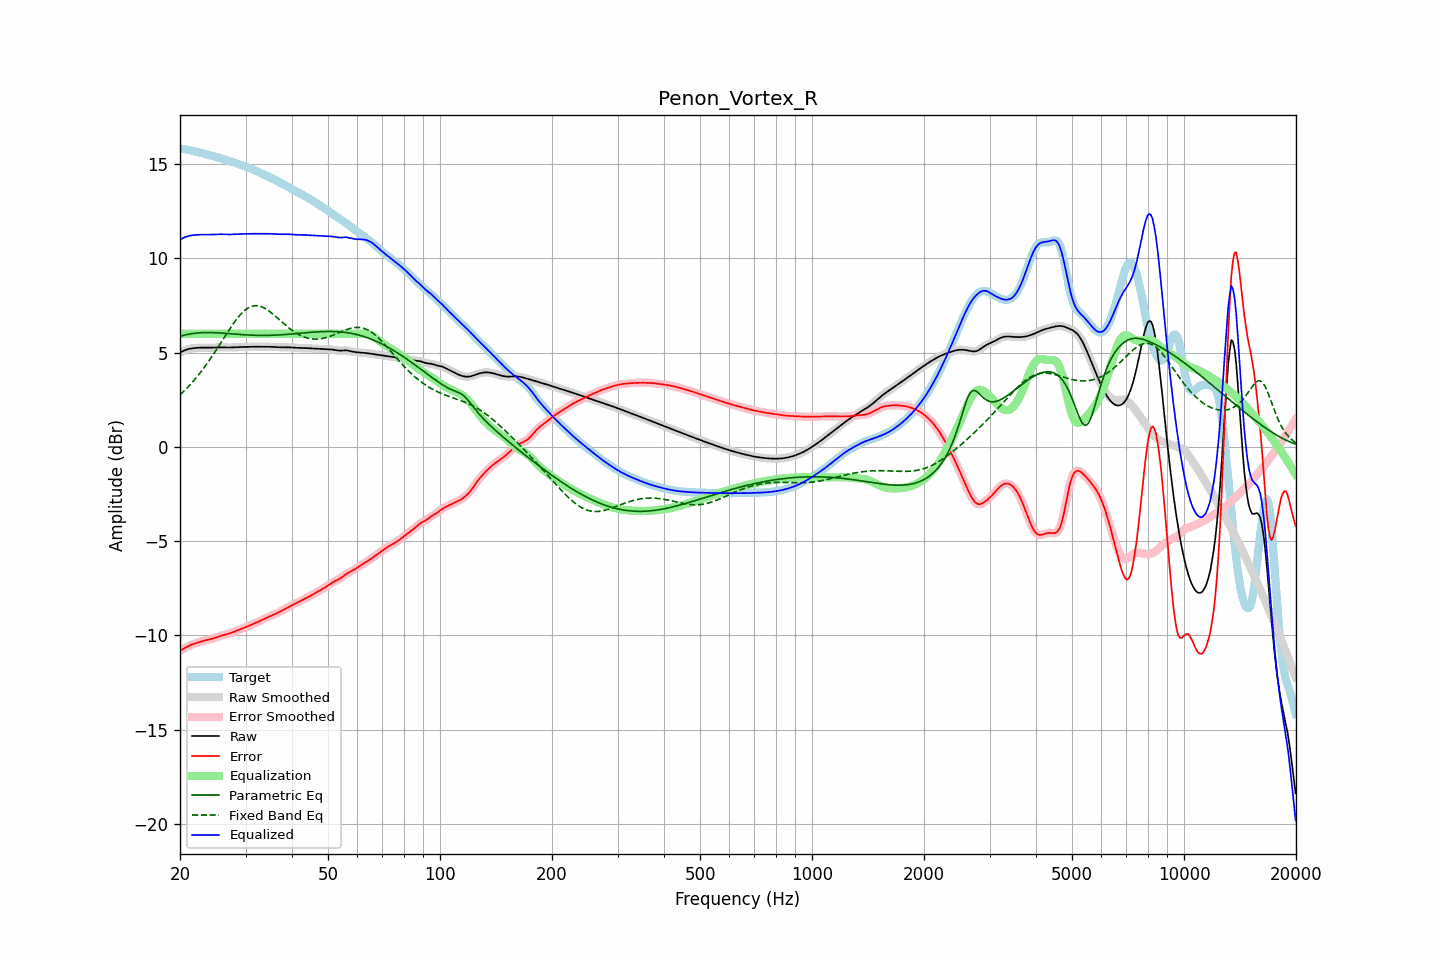 Penon_Vortex_R
Amplitude (dBr)
15
10
5
0
−5
−10
−15
−20
Target
Raw Smoothed
Error Smoothed
Raw
Error
Equalization
Parametric Eq
Fixed Band Eq
Equalized
20 50 100 200 500 1000 2000 5000 10000 20000
Frequency (Hz)